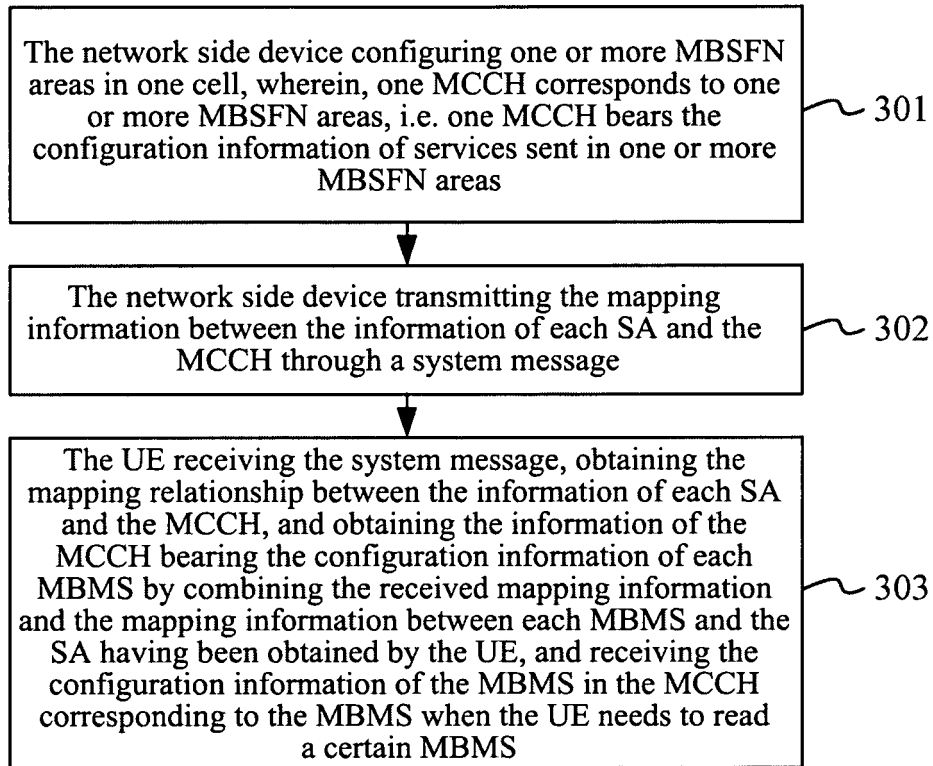 The network side device configuring one or more MBSFN
areas in one cell, wherein, one MCCH corresponds to one
or more MBSFN areas, i.e. one MCCH bears the
configuration information of services sent in one or more
MBSFN areas
301
The network side device transmitting the mapping
information between the information of each SA and the
MCCH through a system message
302
The UE receiving the system message, obtaining the
mapping relationship between the information of each SA
and the MCCH, and obtaining the information of the
MCCH bearing the configuration information of each
MBMS by combining the received mapping information
and the mapping information between each MBMS and the
SA having been obtained by the UE, and receiving the
configuration information of the MBMS in the MCCH
corresponding to the MBMS when the UE needs to read
a certain MBMS
303